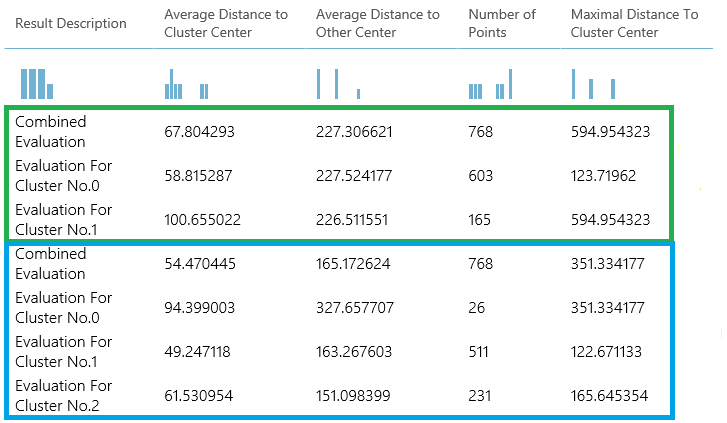 Result Description Average Distance to Cluster Center Average Distance to Other Center Number of Points Maximal Distance To Cluster Center
Combined Evaluation 67.804293 227.306621 768 594.954323
Evaluation For Cluster No.0 58.815287 227.524177 603 123.71962
Evaluation For Cluster No.1 100.655022 226.511551 165 594.954323
Combined Evaluation 54.470445 165.172624 768 351.334177
Evaluation For Cluster No.0 94.399003 327.657707 26 351.334177
Evaluation For Cluster No.1 49.247118 163.267603 511 122.671133
Evaluation For Cluster No.2 61.530954 151.098399 231 165.645354